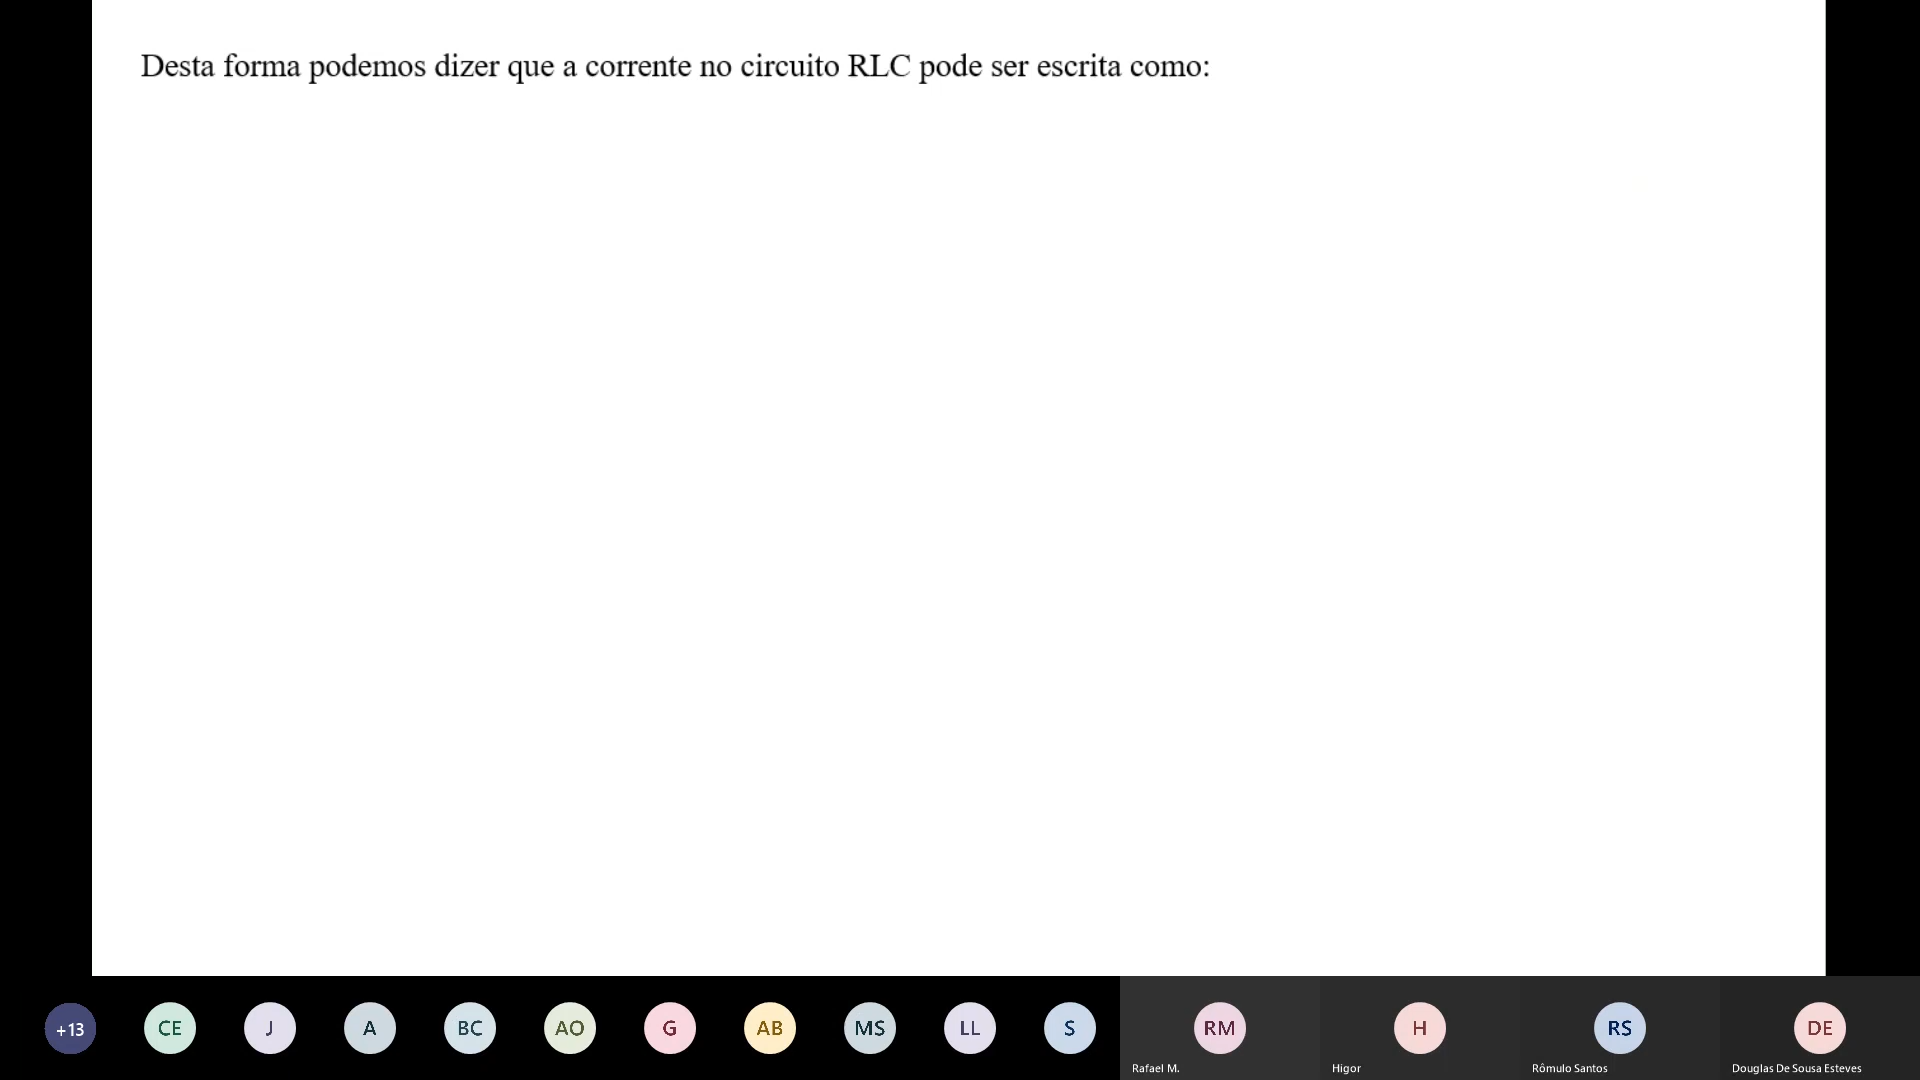 Desta forma podemos dizer que a corrente no circuito RLC pode ser escrita como:
+13 CE J A BC AO G AB MS LL S RM H RS DE
Rafael M. Higor Rômulo Santos Douglas De Sousa Esteves